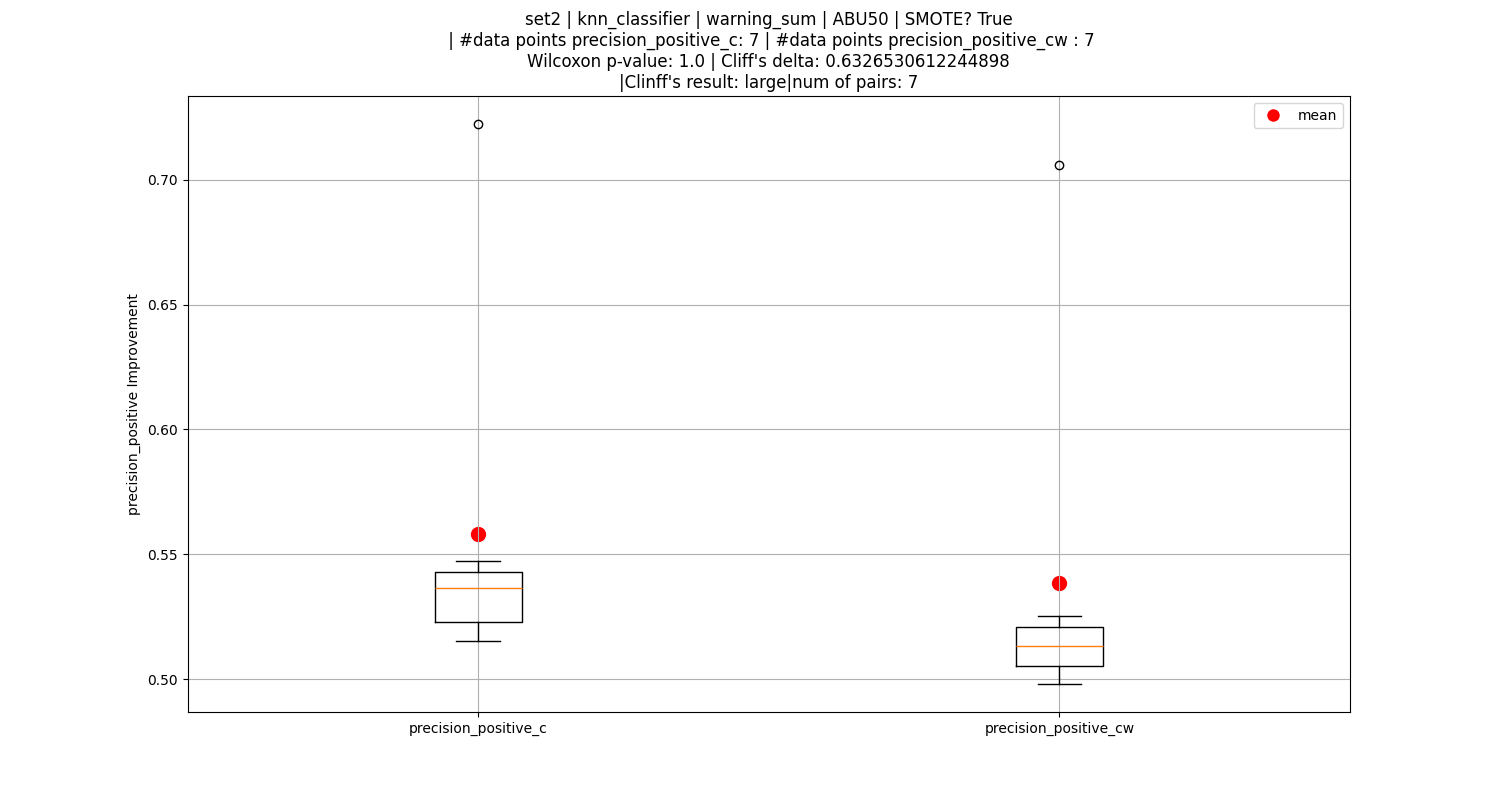 set2 | knn_classifier | warning_sum | ABU50 | SMOTE? True
| #data points precision_positive_c: 7 | #data points precision_positive_cw : 7
Wilcoxon p-value: 1.0 | Cliff's delta: 0.6326530612244898
|Clinff's result: large|num of pairs: 7
mean
0.70
0.65
0.60
0.55
0.50
precision_positive Improvement
precision_positive_c
precision_positive_cw